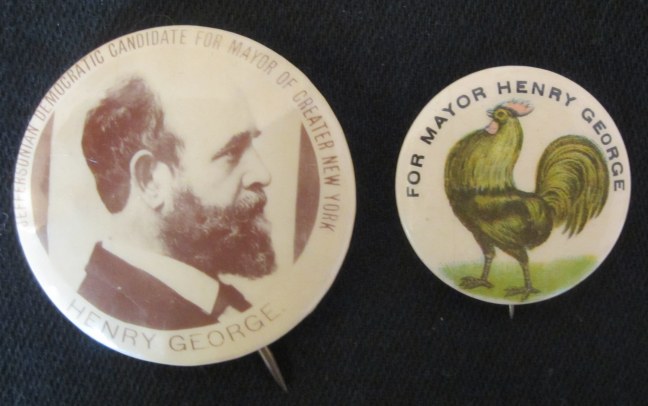 JEFFERSONIAN DEMOCRATIC CANDIDATE FOR MAYOR OF GREATER NEW YORK
HENRY GEORGE
FOR MAYOR HENRY GEORGE